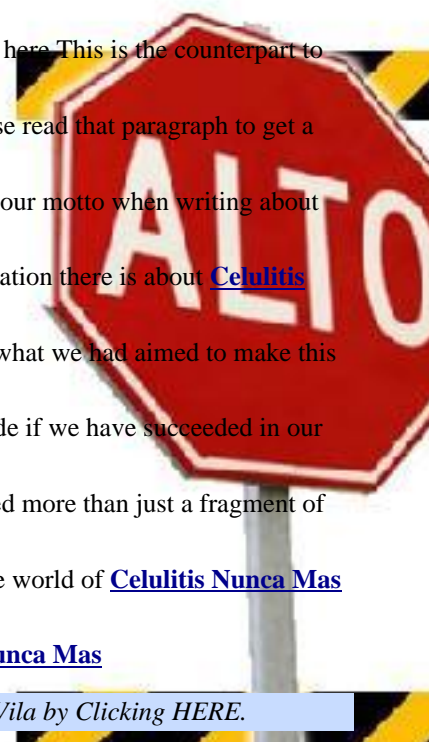 here This is the counterpart to
se read that paragraph to get a
our motto when writing about
ation there is about Celulitis
what we had aimed to make this
de if we have succeeded in our
ed more than just a fragment of
e world of Celulitis Nunca Mas
unca Mas
Vila by Clicking HERE.
ALTO